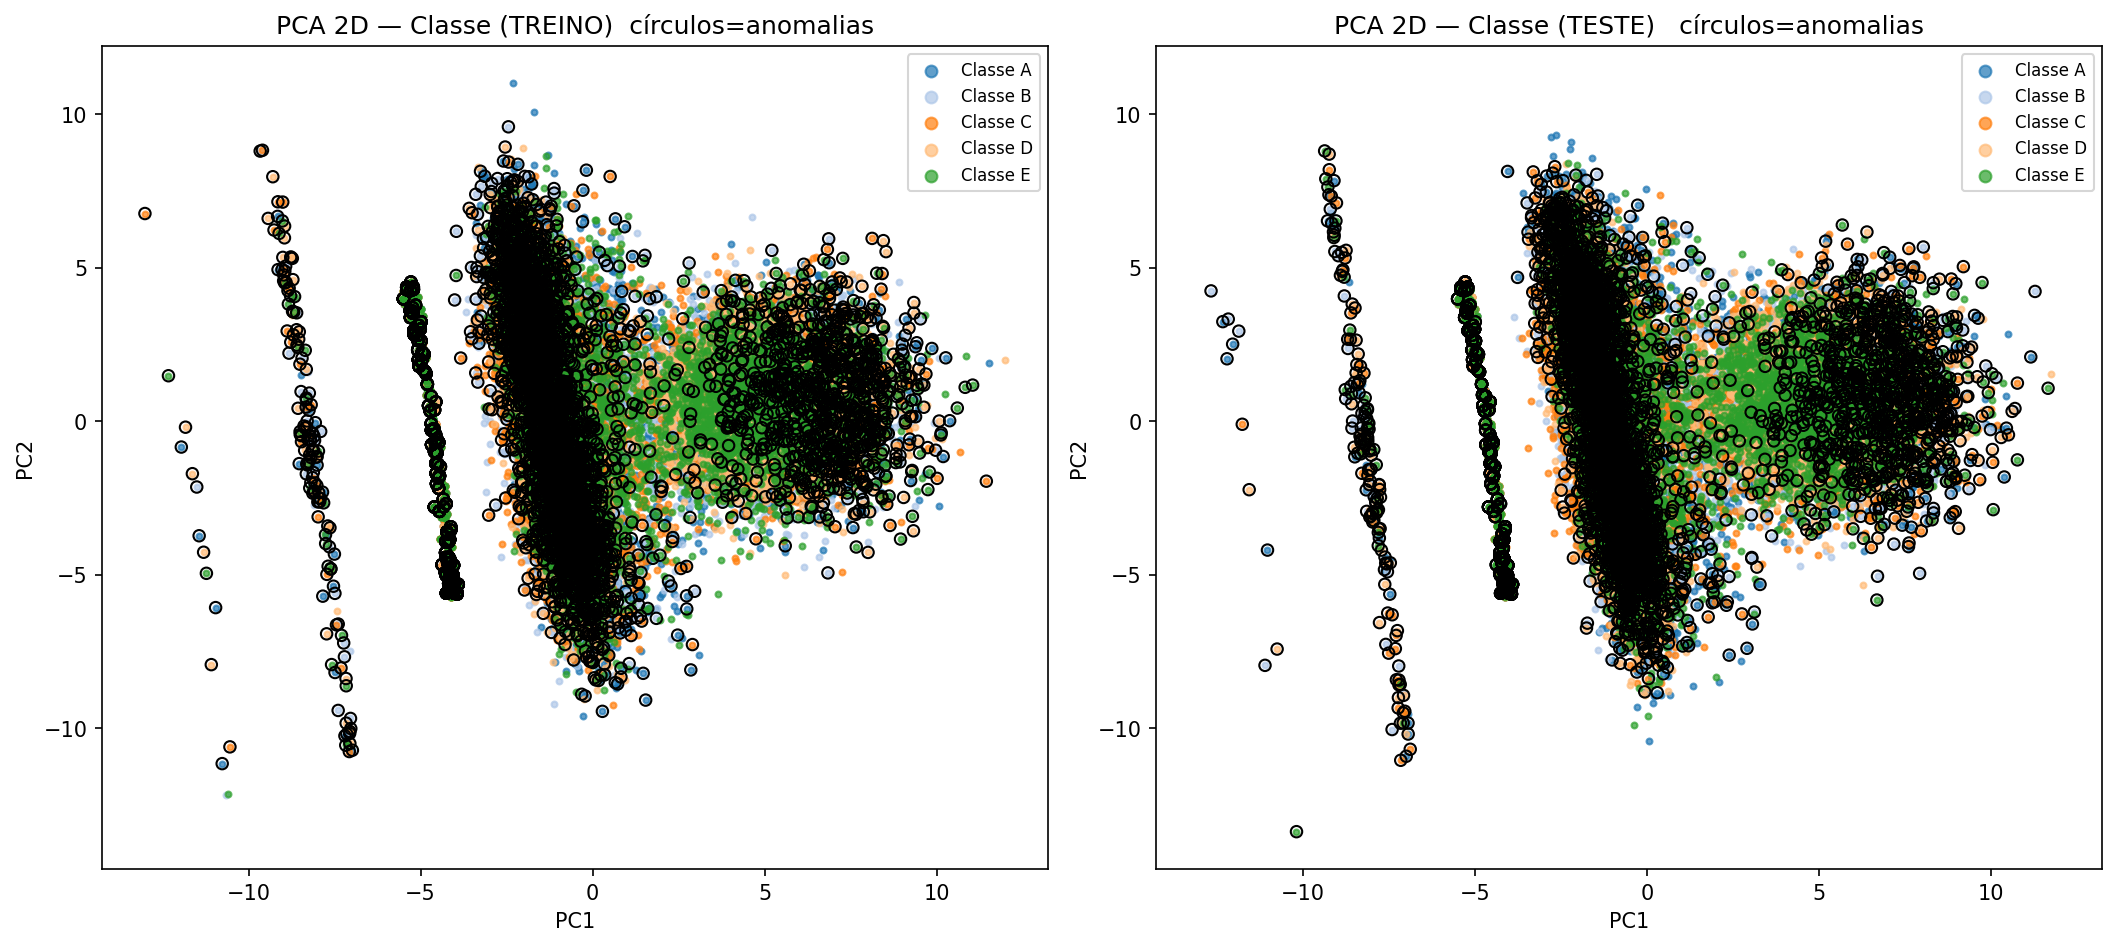 PCA 2D — Classe (TREINO)  círculos=anomalias
Classe A
Classe B
Classe C
Classe D
Classe E
10
5
0
−5
−10
PC2
−10
−5
0
5
10
PC1
PCA 2D — Classe (TESTE)   círculos=anomalias
Classe A
Classe B
Classe C
Classe D
Classe E
10
5
0
−5
−10
PC2
−10
−5
0
5
10
PC1